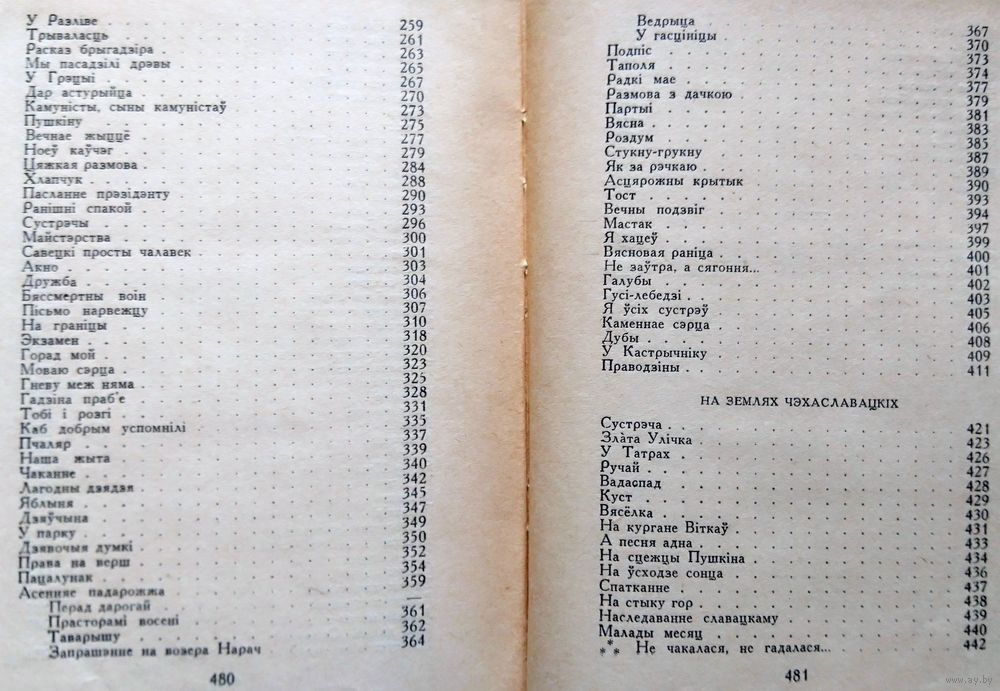 У Разліве . . . 259
Трываласць . . . 261
Расказ брыгадзіра . . . 263
Мы пасадзілі дрэвы . . . 265
У Грэцыі . . . 267
Дар астурыйца . . . 270
Камуністы, сыны камуністаў . . . 273
Пушкіну . . . 275
Вечнае жыццё . . . 277
Ноеў каўчэг . . . 279
Цяжкая размова . . . 284
Хлапчук . . . 288
Пасланне прэзідэнту . . . 290
Ранішні спакой . . . 293
Сустрэчы . . . 296
Майстэрства . . . 300
Савецкі просты чалавек . . . 301
Акно . . . 303
Дружба . . . 304
Бяссмертны воін . . . 306
Пісьмо нарвежцу . . . 307
На граніцы . . . 310
Экзамен . . . 318
Горад мой . . . 320
Моваю сэрца . . . 323
Гневу меж няма . . . 325
Гадзіна праб'е . . . 328
Тобі і розгі . . . 331
Каб добрым успомнілі . . . 335
Пчаляр . . . 337
Наша жыта . . . 339
Чаканне . . . 340
Лагодны дзядзя . . . 342
Яблыня . . . 345
Дзяўчына . . . 347
У парку . . . 349
Дзявочыя думкі . . . 350
Права на верш . . . 352
Пацалунак . . . 354
Асенняе падарожжа . . . 359
Перад дарогай . . . —
Прасторамі восені . . . 361
Таварышу . . . 362
Запрашэнне на возера Нарач . . . 364
480
Ведрыца . . . 367
У гасцініцы . . . 370
Подпіс . . . 373
Таполя . . . 374
Радкі мае . . . 377
Размова з дачкою . . . 379
Партыі . . . 381
Вясна . . . 383
Роздум . . . 385
Стукну-грукну . . . 387
Як за рэчкаю . . . 389
Асцярожны крытык . . . 390
Тост . . . 393
Вечны подзвіг . . . 394
Мастак . . . 397
Я хацеў . . . 399
Вясновая раніца . . . 400
Не заўтра, а сягоння... . . . 401
Галубы . . . 402
Гусі-лебедзі . . . 403
Я ўсіх сустрэў . . . 405
Каменнае сэрца . . . 406
Дубы . . . 408
У Кастрычніку . . . 409
Праводзіны . . . 411
НА ЗЕМЛЯХ ЧЭХАСЛАВАЦКІХ
Сустрэча . . . 421
Зла̀та Улічка . . . 423
У Татрах . . . 426
Ручай . . . 427
Вадаспад . . . 428
Куст . . . 429
Вясёлка . . . 430
На кургане Віткаў . . . 431
А песня адна . . . 433
На сцежцы Пушкіна . . . 434
На ўсходзе сонца . . . 436
Спатканне . . . 437
На стыку гор . . . 438
Наследаванне славацкаму . . . 439
Малады месяц . . . 440
*** Не чакалася, не гадалася... . . . 442
481
www.ay.by